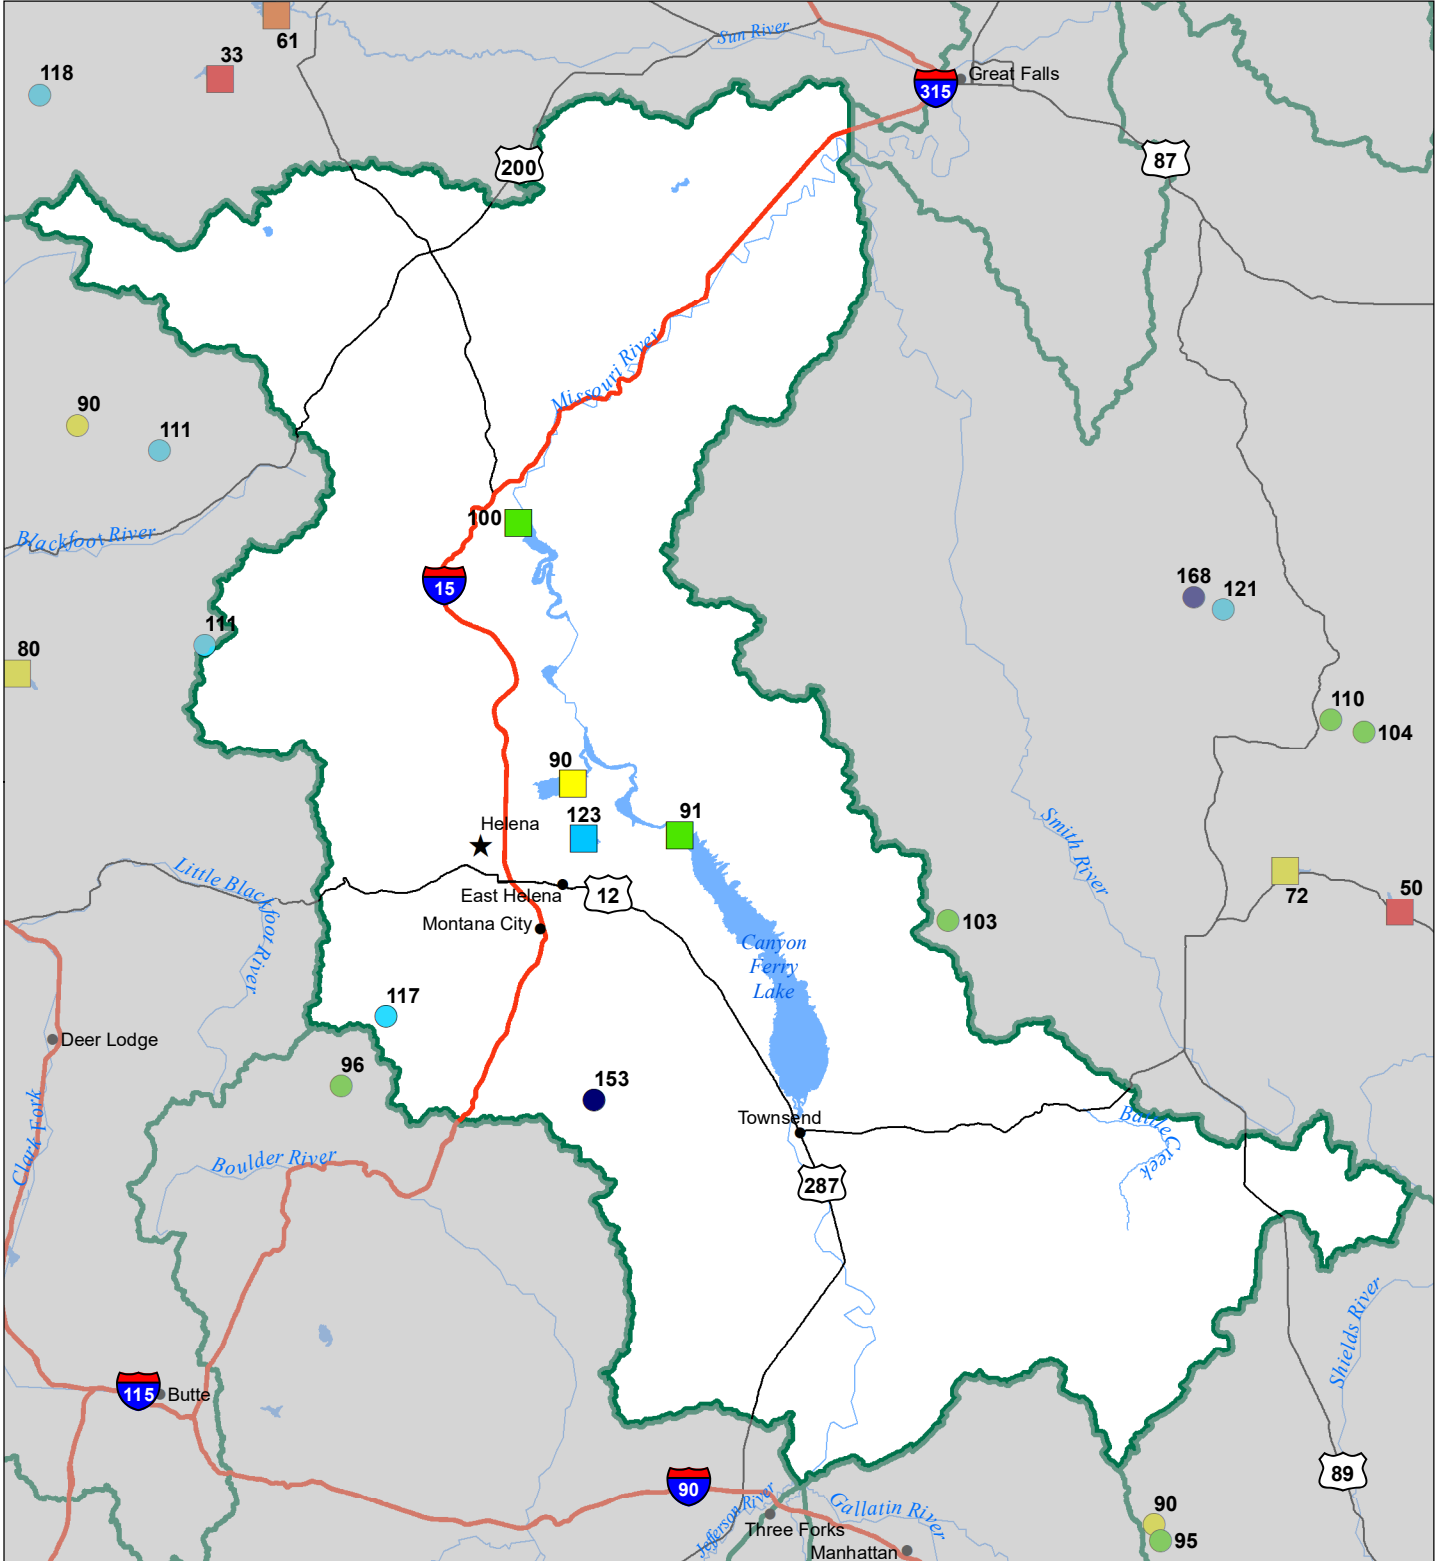 61
33
118
Sun River
Great Falls
315
200
87
Missouri River
90
111
Blackfoot River
100
15
111
80
168
121
110
104
90
123
91
Helena
East Helena
12
Montana City
Smith River
72
50
103
Little Blackfoot River
Canyon
Ferry
Lake
117
Deer Lodge
96
153
Townsend
Battle Creek
Clark Fork
Boulder River
287
Shields River
115
Butte
90
89
Jefferson River
Gallatin River
Three Forks
Manhattan
90
95